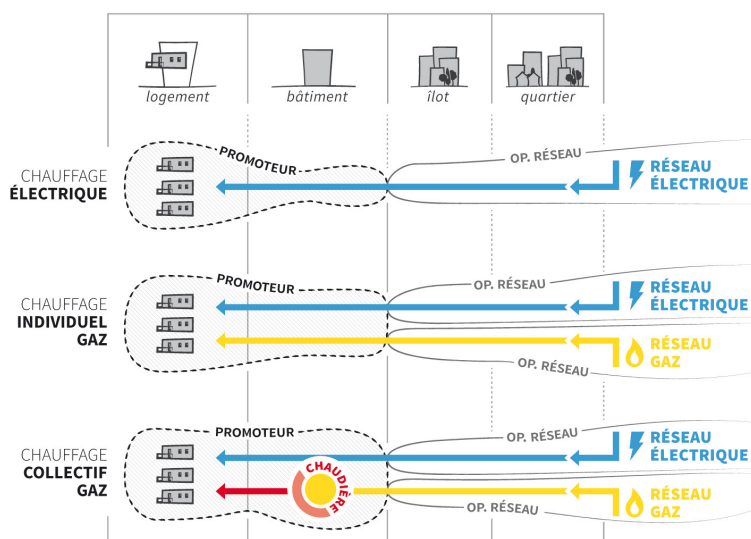 logement
bâtiment
îlot
quartier
CHAUFFAGE
ÉLECTRIQUE
PROMOTEUR
OP. RÉSEAU
RÉSEAU
ÉLECTRIQUE
CHAUFFAGE
INDIVIDUEL
GAZ
PROMOTEUR
OP. RÉSEAU
RÉSEAU
ÉLECTRIQUE
OP. RÉSEAU
RÉSEAU
GAZ
CHAUFFAGE
COLLECTIF
GAZ
PROMOTEUR
CHAUDIÈRE
OP. RÉSEAU
RÉSEAU
ÉLECTRIQUE
OP. RÉSEAU
RÉSEAU
GAZ